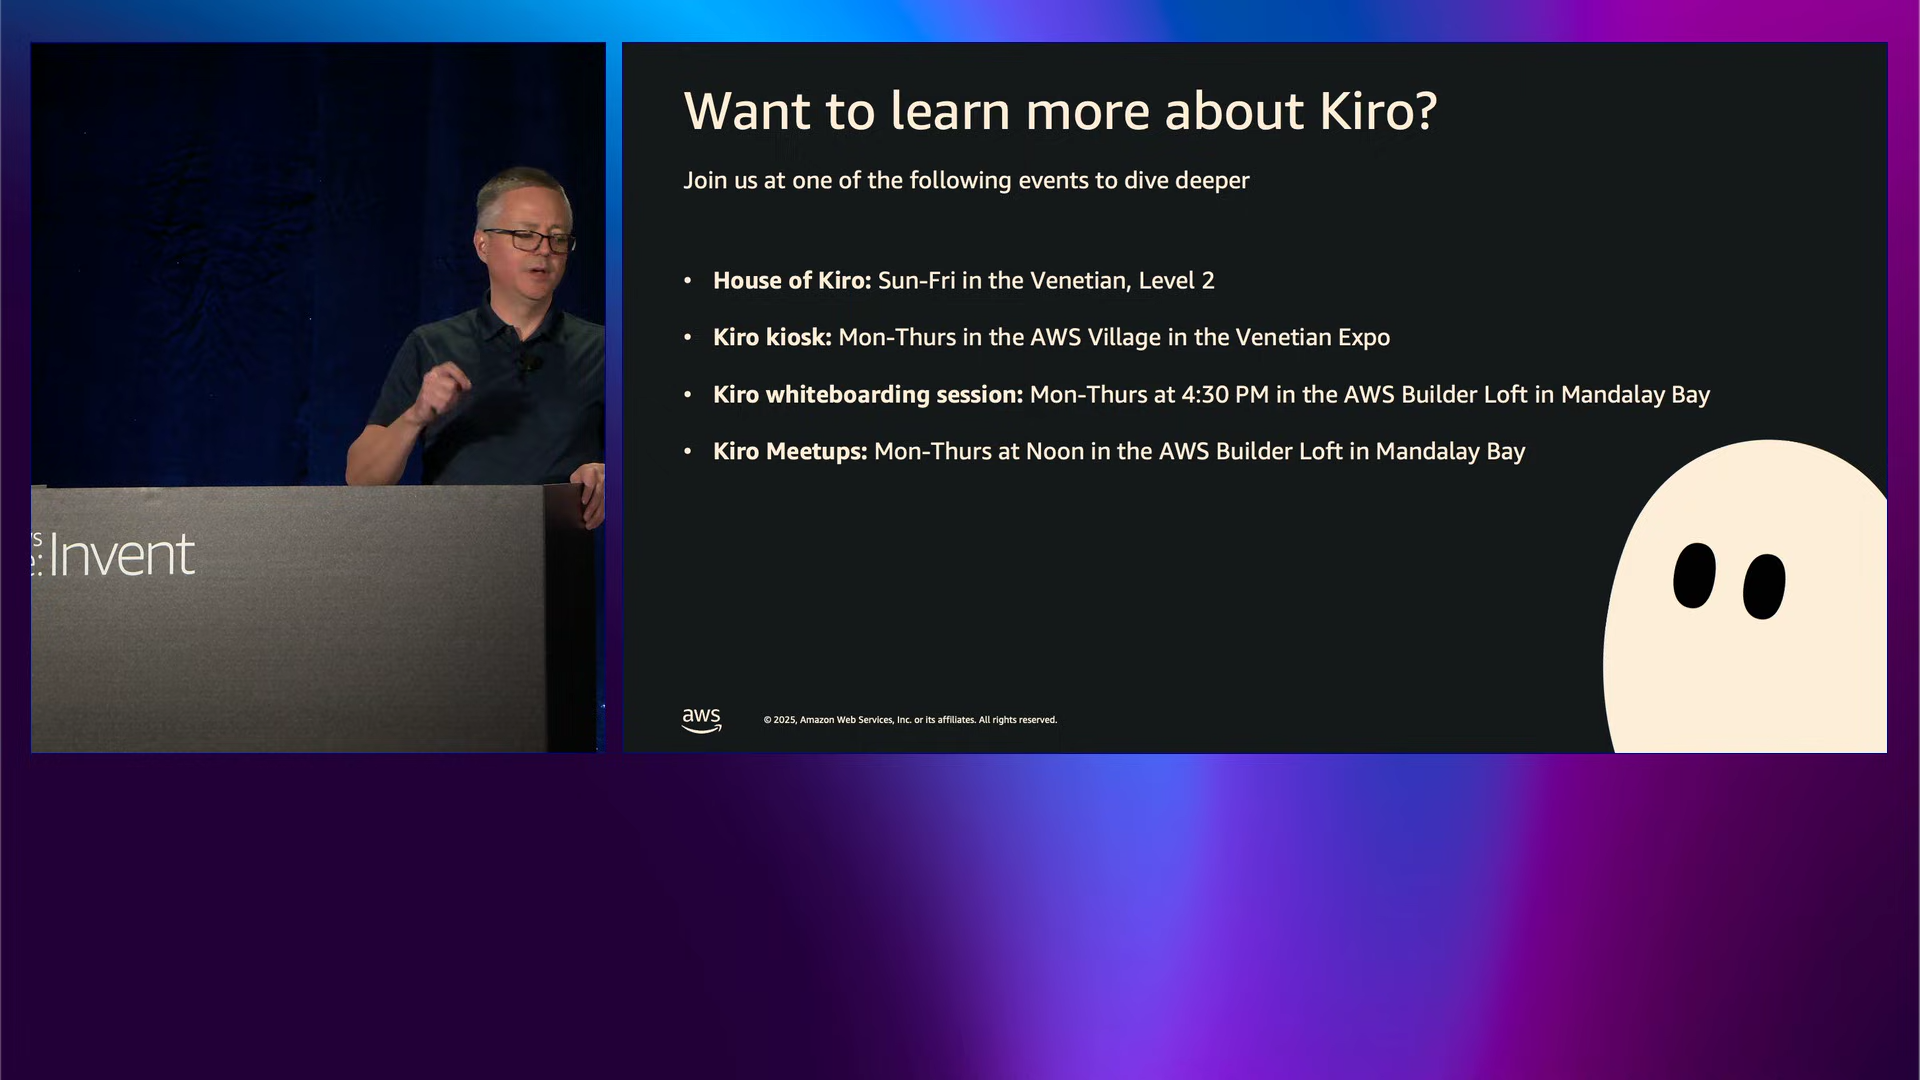 Want to learn more about Kiro?
Join us at one of the following events to dive deeper
• House of Kiro: Sun-Fri in the Venetian, Level 2
• Kiro kiosk: Mon-Thurs in the AWS Village in the Venetian Expo
• Kiro whiteboarding session: Mon-Thurs at 4:30 PM in the AWS Builder Loft in Mandalay Bay
• Kiro Meetups: Mon-Thurs at Noon in the AWS Builder Loft in Mandalay Bay
aws
© 2025, Amazon Web Services, Inc. or its affiliates. All rights reserved.
Invent